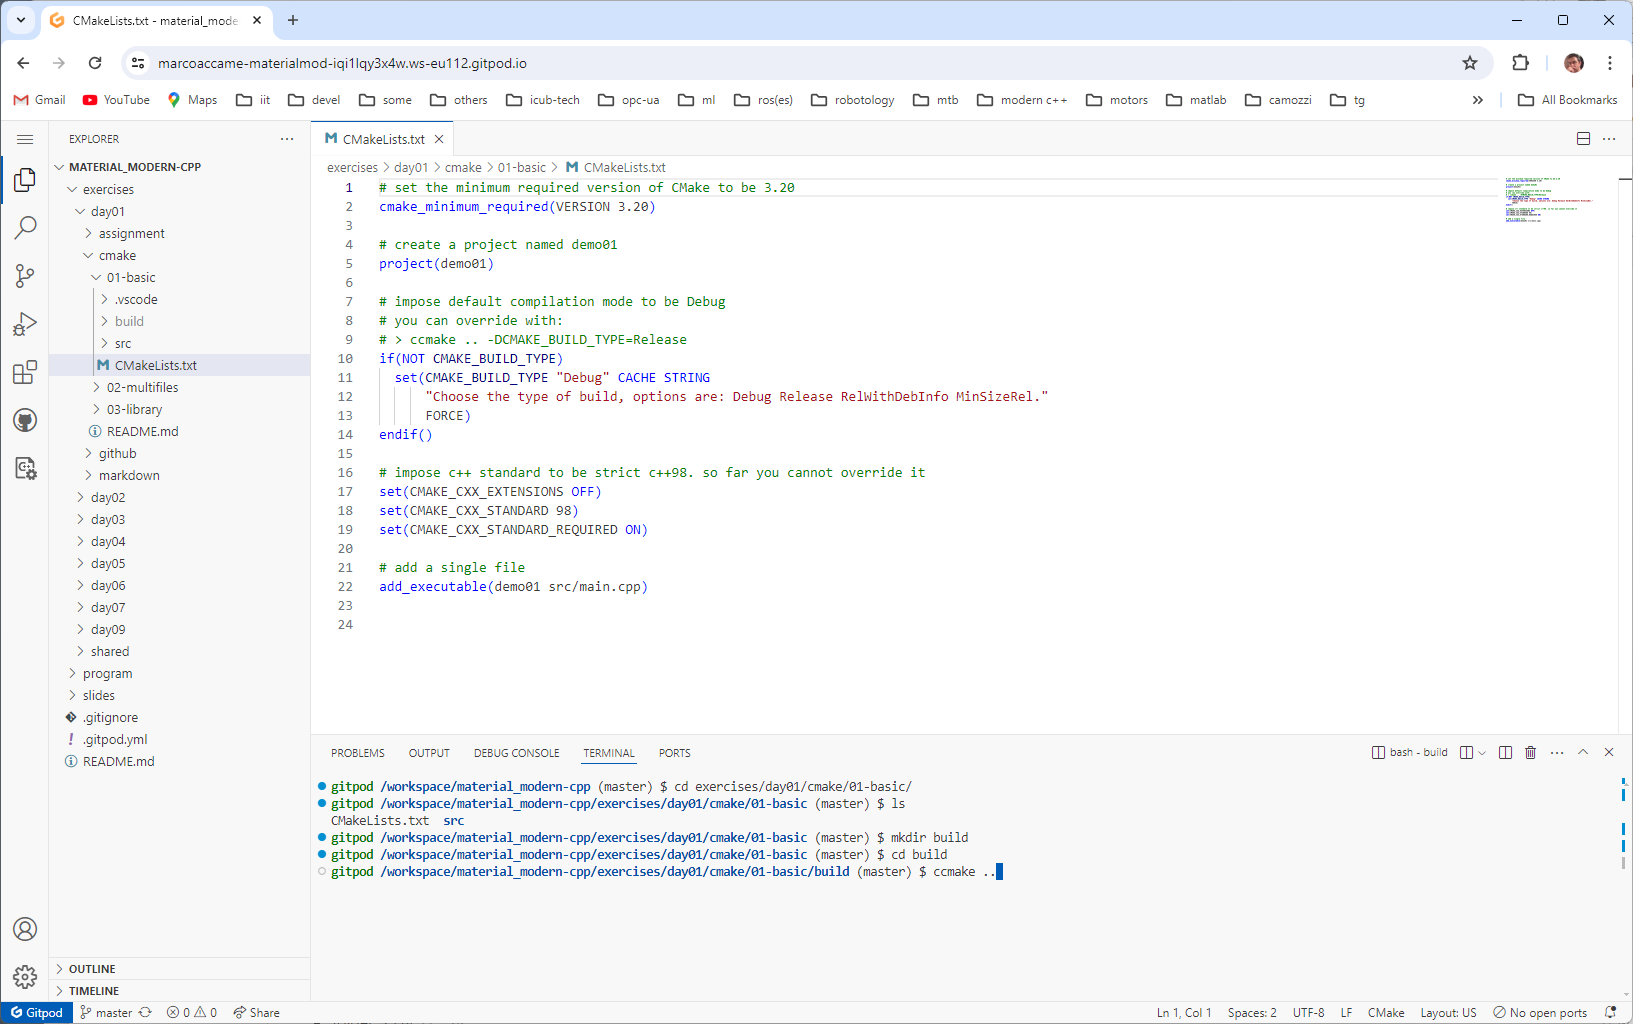 CMakeLists.txt - material_mode
marcoaccame-materialmod-iqi1lqy3x4w.ws-eu112.gitpod.io
Gmail YouTube Maps iit devel some others icub-tech opc-ua ml ros(es) robotology mtb modern c++ motors matlab camozzi tg » All Bookmarks
EXPLORER
MATERIAL_MODERN-CPP
exercises
day01
assignment
cmake
01-basic
.vscode
build
src
CMakeLists.txt
02-multifiles
03-library
README.md
github
markdown
day02
day03
day04
day05
day06
day07
day09
shared
program
slides
.gitignore
.gitpod.yml
README.md
OUTLINE
TIMELINE
CMakeLists.txt
exercises > day01 > cmake > 01-basic > CMakeLists.txt
1 # set the minimum required version of CMake to be 3.20
2 cmake_minimum_required(VERSION 3.20)
3
4 # create a project named demo01
5 project(demo01)
6
7 # impose default compilation mode to be Debug
8 # you can override with:
9 # > ccmake .. -DCMAKE_BUILD_TYPE=Release
10 if(NOT CMAKE_BUILD_TYPE)
11 set(CMAKE_BUILD_TYPE "Debug" CACHE STRING
12 "Choose the type of build, options are: Debug Release RelWithDebInfo MinSizeRel."
13 FORCE)
14 endif()
15
16 # impose c++ standard to be strict c++98. so far you cannot override it
17 set(CMAKE_CXX_EXTENSIONS OFF)
18 set(CMAKE_CXX_STANDARD 98)
19 set(CMAKE_CXX_STANDARD_REQUIRED ON)
20
21 # add a single file
22 add_executable(demo01 src/main.cpp)
23
24
PROBLEMS OUTPUT DEBUG CONSOLE TERMINAL PORTS bash - build
gitpod /workspace/material_modern-cpp (master) $ cd exercises/day01/cmake/01-basic/
gitpod /workspace/material_modern-cpp/exercises/day01/cmake/01-basic (master) $ ls
CMakeLists.txt src
gitpod /workspace/material_modern-cpp/exercises/day01/cmake/01-basic (master) $ mkdir build
gitpod /workspace/material_modern-cpp/exercises/day01/cmake/01-basic (master) $ cd build
gitpod /workspace/material_modern-cpp/exercises/day01/cmake/01-basic/build (master) $ ccmake ..
Gitpod master 0 0 Share Ln 1, Col 1 Spaces: 2 UTF-8 LF CMake Layout: US No open ports